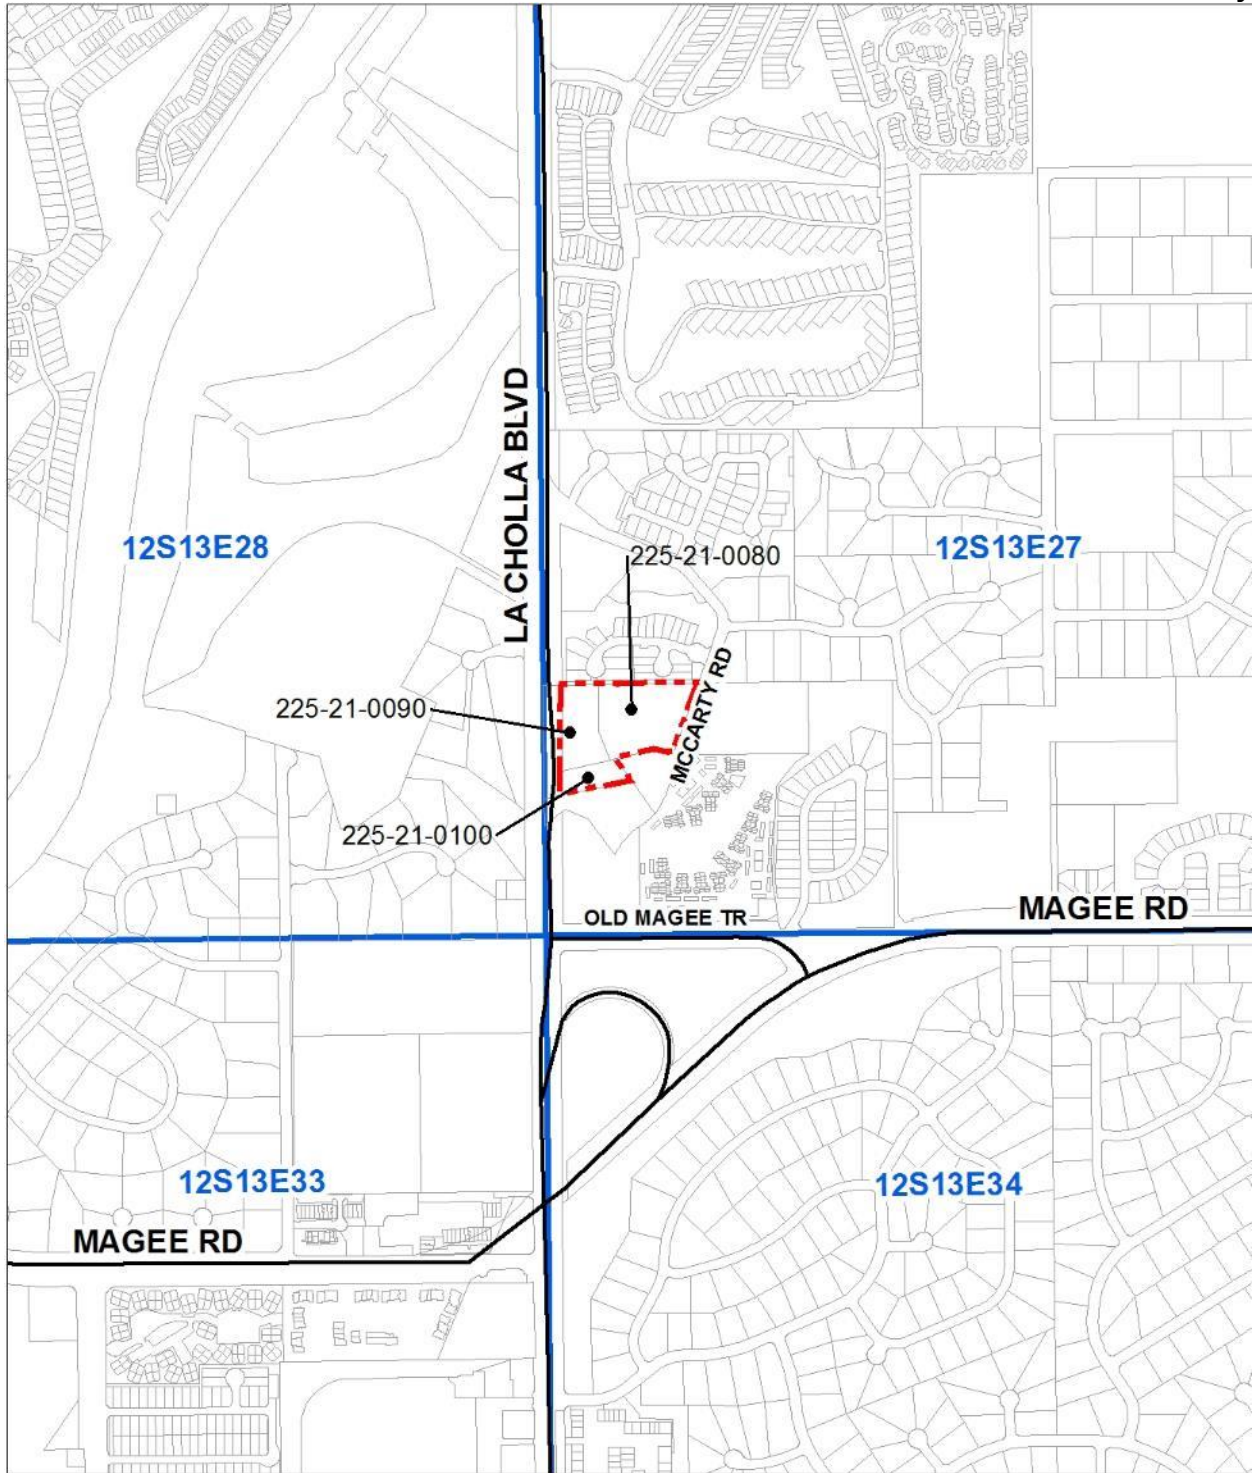 LA CHOLLA BLVD
12S13E28
225-21-0080
12S13E27
MCCARTY RD
225-21-0090
225-21-0100
OLD MAGEE TR
MAGEE RD
12S13E33
12S13E34
MAGEE RD